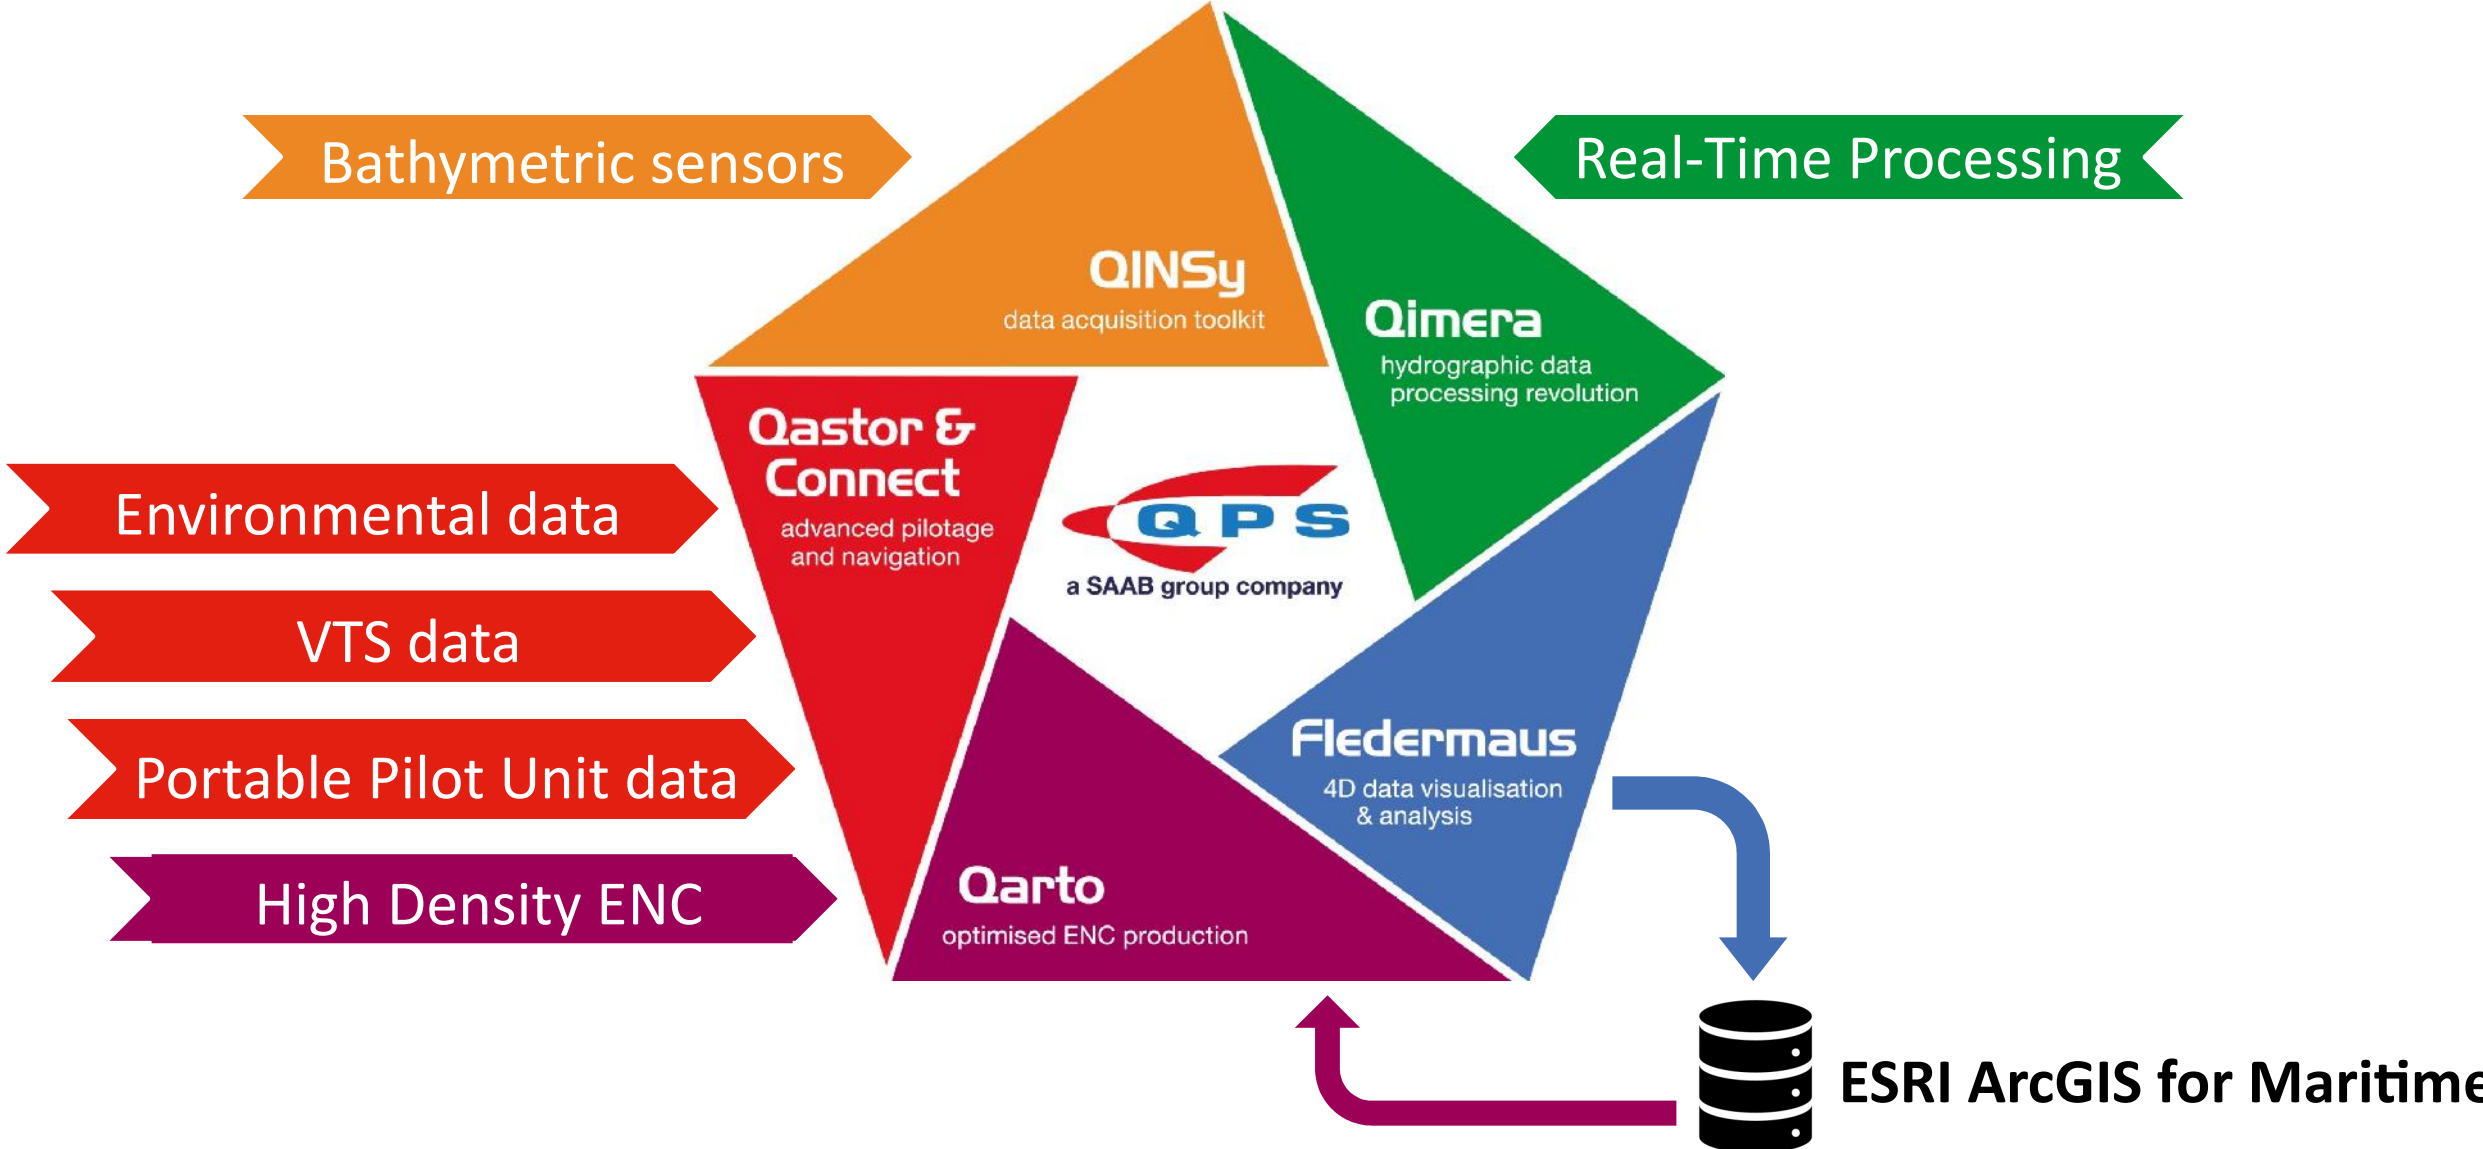 Bathymetric sensors
Real-Time Processing
QINSy
data acquisition toolkit
Qimera
hydrographic data
processing revolution
Qastor &
Connect
advanced pilotage
and navigation
Environmental data
VTS data
Portable Pilot Unit data
High Density ENC
QPS
a SAAB group company
Fledermaus
4D data visualisation
& analysis
Qarto
optimised ENC production
ESRI ArcGIS for Maritime